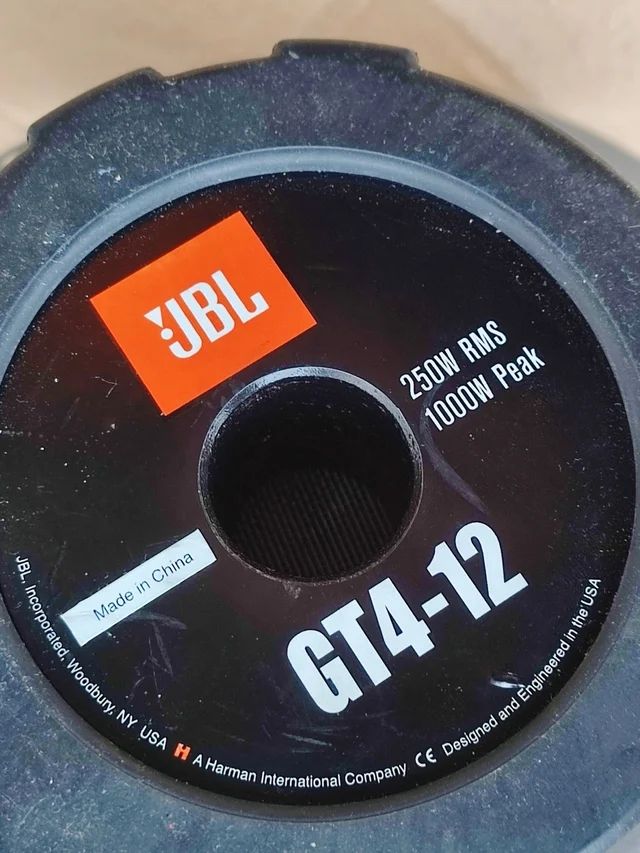 JBL
250W RMS
1000W Peak
Made in China
GT4-12
JBL, Incorporated, Woodbury, NY USA H A Harman International Company CE Designed and Engineered in the USA